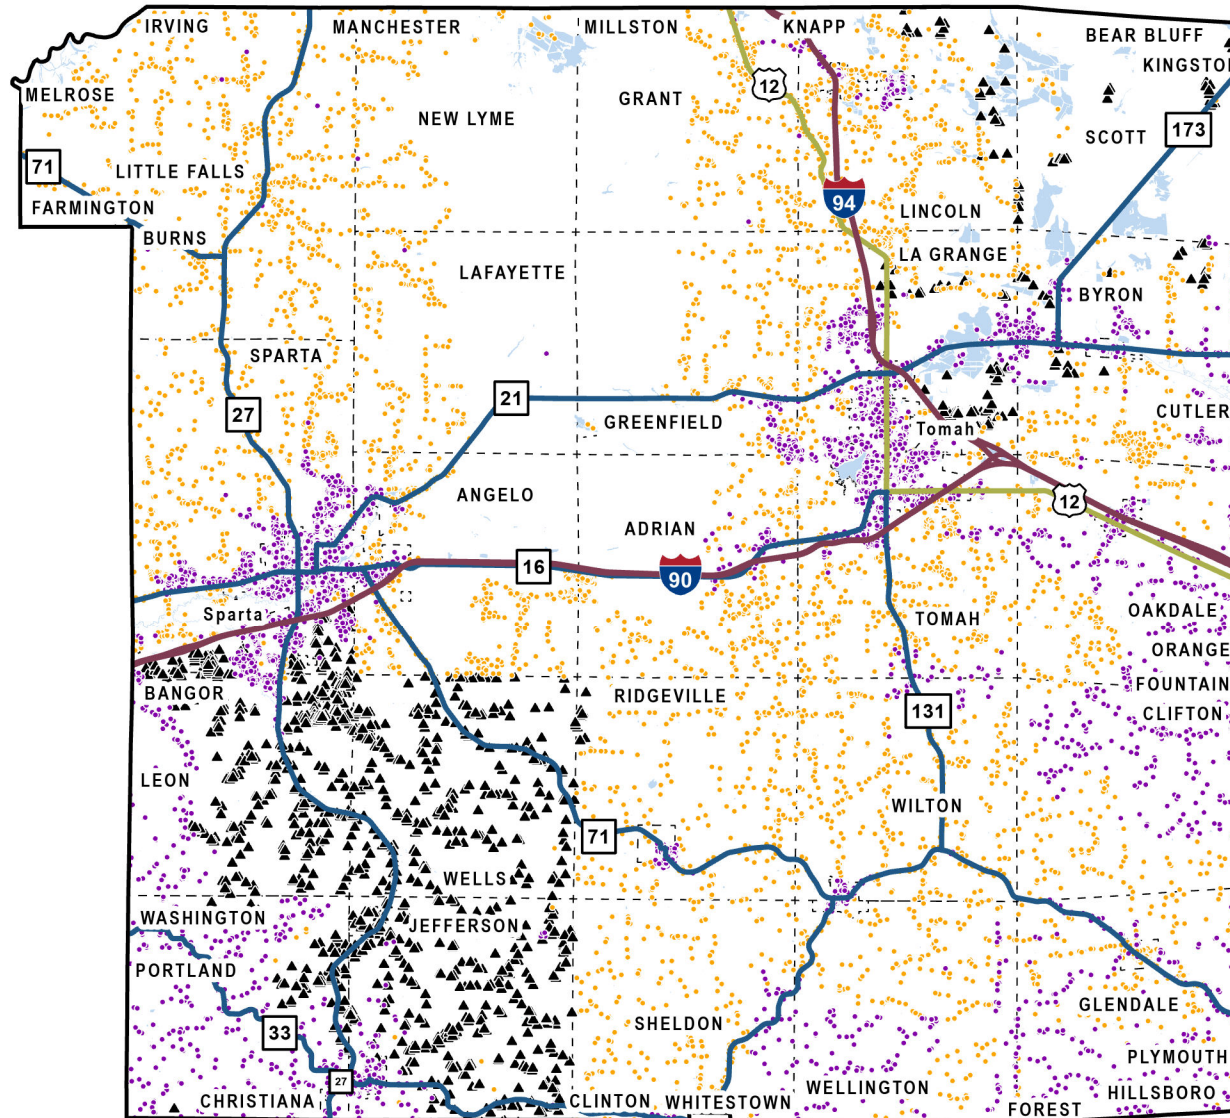 IRVING
MANCHESTER
MILLSTON
KNAPP
BEAR BLUFF
KINGSTON
MELROSE
12
GRANT
NEW LYME
173
SCOTT
71
LITTLE FALLS
94
FARMINGTON
LINCOLN
BURNS
LA GRANGE
LAFAYETTE
BYRON
SPARTA
21
27
GREENFIELD
CUTLER
Tomah
ANGELO
12
ADRIAN
16
90
Sparta
OAKDALE
TOMAH
ORANGE
BANGOR
RIDGEVILLE
FOUNTAIN
131
CLIFTON
LEON
WILTON
71
WELLS
WASHINGTON
JEFFERSON
PORTLAND
GLENDALE
33
SHELDON
PLYMOUTH
27
WELLINGTON
HILLSBORO
CHRISTIANA
CLINTON
WHITESTOWN
FOREST